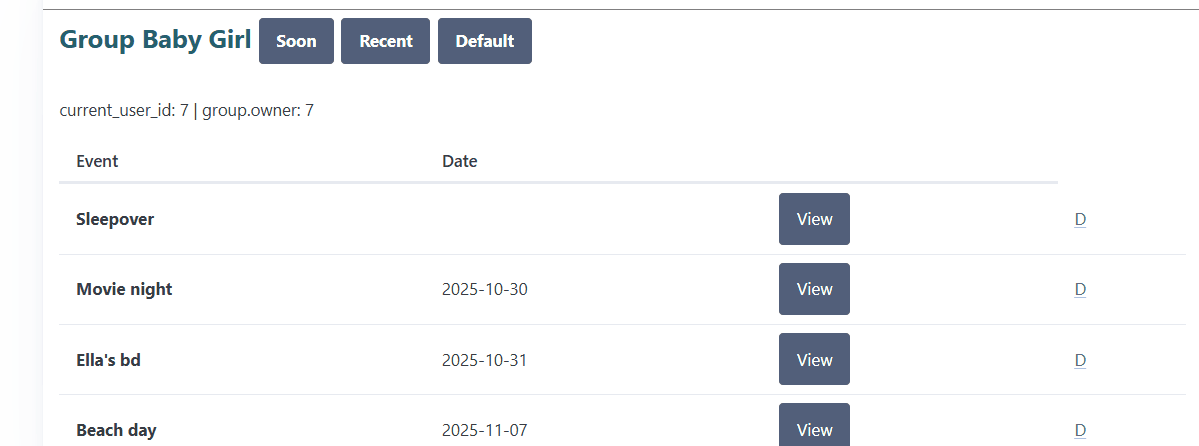 Group Baby Girl Soon Recent Default
current_user_id: 7 | group.owner: 7
Event Date
Sleepover View D
Movie night 2025-10-30 View D
Ella's bd 2025-10-31 View D
Beach day 2025-11-07 View D